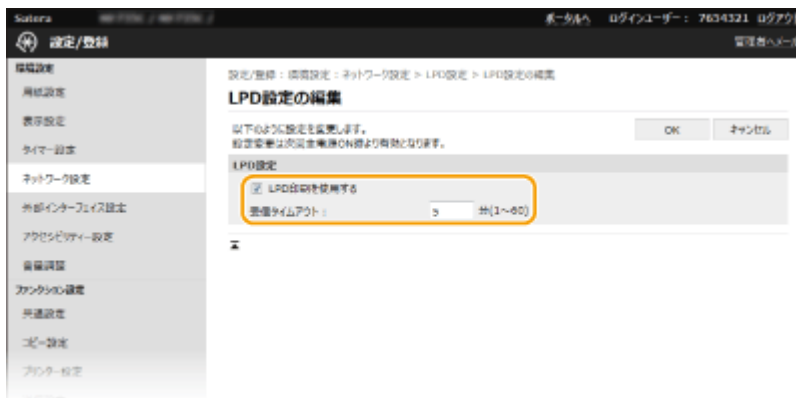 Satera
ポータルへ ログインユーザー： 7654321 ログアウ
設定/登録
管理者へメール
環境設定
用紙設定
表示設定
タイマー設定
ネットワーク設定
外部インターフェイス設定
アクセシビリティー設定
音量調整
ファンクション設定
共通設定
コピー設定
プリンター設定
設定/登録 : 環境設定 : ネットワーク設定 > LPD設定 > LPD設定の編集
LPD設定の編集
以下のように設定を変更します。
設定変更は次回主電源ON時より有効となります。
OK キャンセル
LPD設定
LPD印刷を使用する
受信タイムアウト : 5 分(1～60)